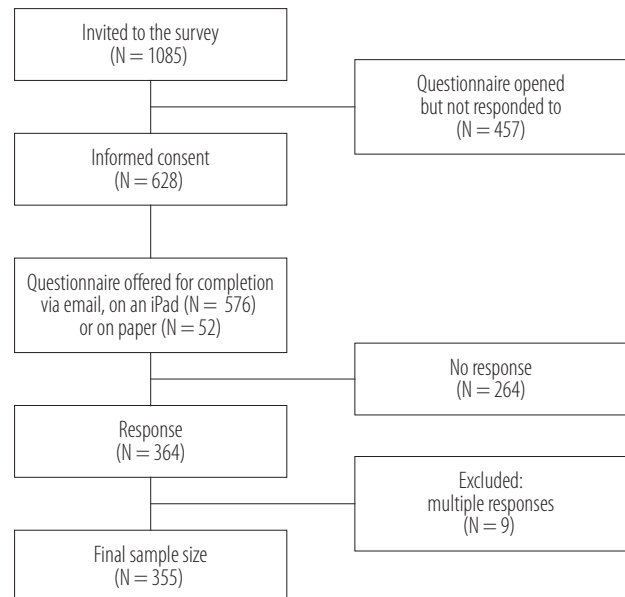 Invited to the survey
(N = 1085)
Questionnaire opened
but not responded to
(N = 457)
Informed consent
(N = 628)
Questionnaire offered for completion
via email, on an iPad (N = 576)
or on paper (N = 52)
No response
(N = 264)
Response
(N = 364)
Excluded:
multiple responses
(N = 9)
Final sample size
(N = 355)